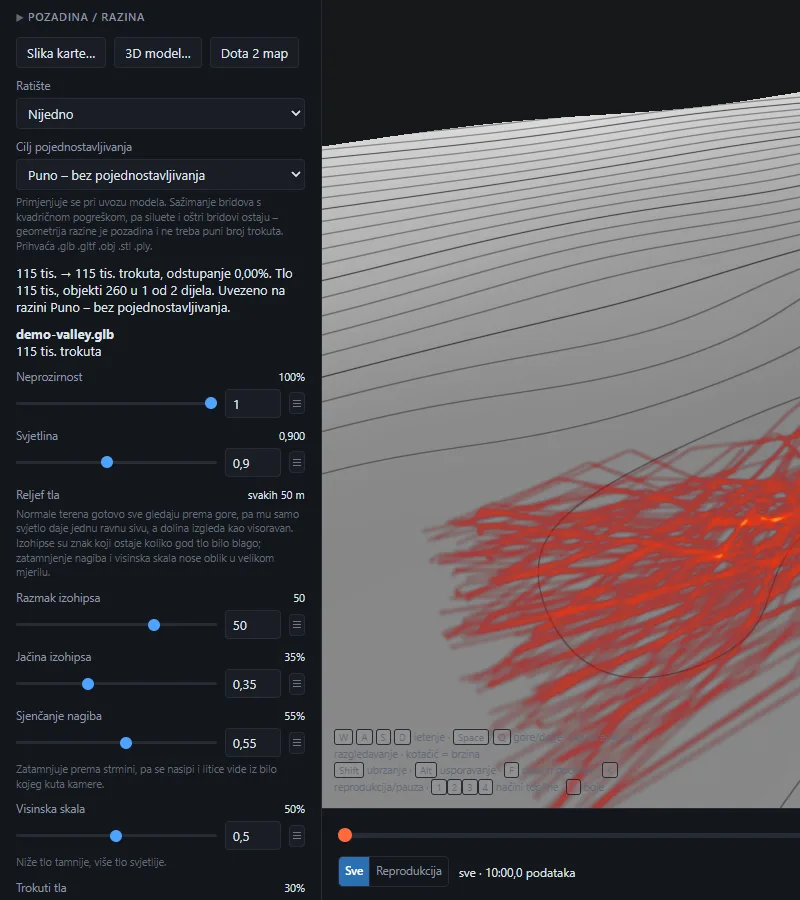 ▶ POZADINA / RAZINA
Slika karte... 3D model... Dota 2 map
Ratište
Nijedno
Cilj pojednostavljivanja
Puno – bez pojednostavljivanja
Primjenjuje se pri uvozu modela. Sažimanje bridova s
kvadričnom pogreškom, pa siluete i oštri bridovi ostaju –
geometrija razine je pozadina i ne treba puni broj trokuta.
Prihvaća .glb .gltf .obj .stl .ply.
115 tis. → 115 tis. trokuta, odstupanje 0,00%. Tlo
115 tis., objekti 260 u 1 od 2 dijela. Uvezeno na
razini Puno – bez pojednostavljivanja.
demo-valley.glb
115 tis. trokuta
Neprozirnost 100%
1
Svjetlina 0,900
0,9
Reljef tla svakih 50 m
Normale terena gotovo sve gledaju prema gore, pa mu samo
svjetlo daje jednu ravnu sivu, a dolina izgleda kao visoravan.
Izohipse su znak koji ostaje koliko god tlo bilo blago;
zatamnjenje nagiba i visinska skala nose oblik u velikom
mjerilu.
Razmak izohipsa 50
50
Jačina izohipsa 35%
0,35
Sjenčanje nagiba 55%
0,55
Zatamnjuje prema strmini, pa se nasipi i litice vide iz bilo
kojeg kuta kamere.
Visinska skala 50%
0,5
Niže tlo tamnije, više tlo svjetlije.
Trokuti tla 30%
W A S D letenje · Space Q gore/dolje
razgledavanje · kotačić = brzina
Shift ubrzanje · Alt usporavanje · F
reprodukcija/pauza · 1 2 3 4 načini
Sve Reprodukcija sve · 10:00,0 podataka